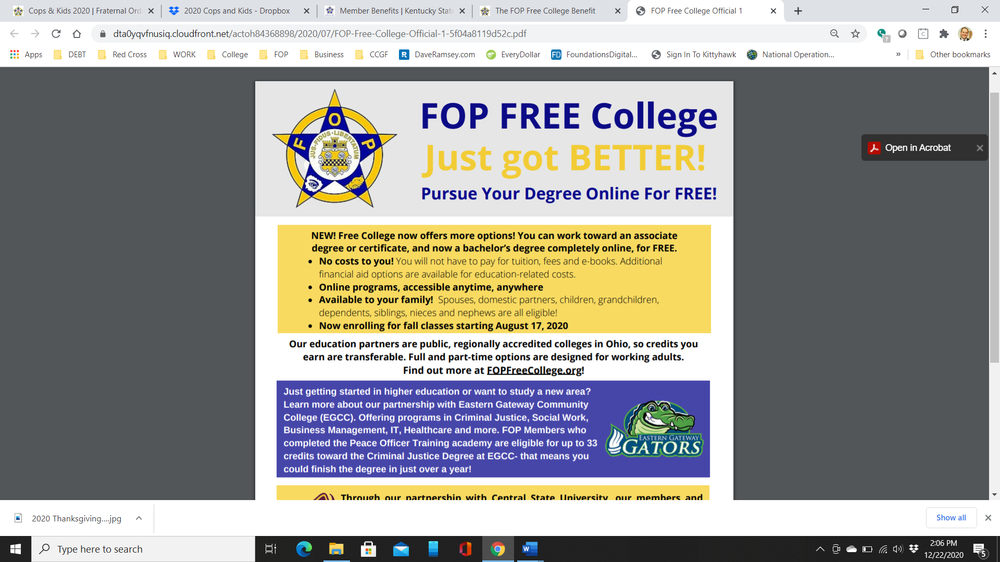 Cops & Kids 2020 | Fraternal Ord
2020 Cops and Kids - Dropbox
Member Benefits | Kentucky State
The FOP Free College Benefit
FOP Free College Official 1
dta0yqvfnusiq.cloudfront.net/actoh84368898/2020/07/FOP-Free-College-Official-1-5f04a8119d52c.pdf
Apps
DEBT
Red Cross
WORK
College
FOP
Business
CCGF
R
DaveRamsey.com
EveryDollar
FD
FoundationsDigital...
Sign In To Kittyhawk
National Operation...
»
Other bookmarks
F O P
JUS·FIDUS·LIBERTATUM
FOP FREE College
Just got BETTER!
Pursue Your Degree Online For FREE!
Open in Acrobat
NEW! Free College now offers more options! You can work toward an associate
degree or certificate, and now a bachelor's degree completely online, for FREE.
• No costs to you! You will not have to pay for tuition, fees and e-books. Additional
financial aid options are available for education-related costs.
• Online programs, accessible anytime, anywhere
• Available to your family! Spouses, domestic partners, children, grandchildren,
dependents, siblings, nieces and nephews are all eligible!
• Now enrolling for fall classes starting August 17, 2020
Our education partners are public, regionally accredited colleges in Ohio, so credits you
earn are transferable. Full and part-time options are designed for working adults.
Find out more at FOPFreeCollege.org!
Just getting started in higher education or want to study a new area?
Learn more about our partnership with Eastern Gateway Community
College (EGCC). Offering programs in Criminal Justice, Social Work,
Business Management, IT, Healthcare and more. FOP Members who
completed the Peace Officer Training academy are eligible for up to 33
credits toward the Criminal Justice Degree at EGCC- that means you
could finish the degree in just over a year!
EASTERN GATEWAY
GATORS
Through our partnership with Central State University, our members and
2020 Thanksgiving....jpg
Show all
Type here to search
2:06 PM
12/22/2020
5